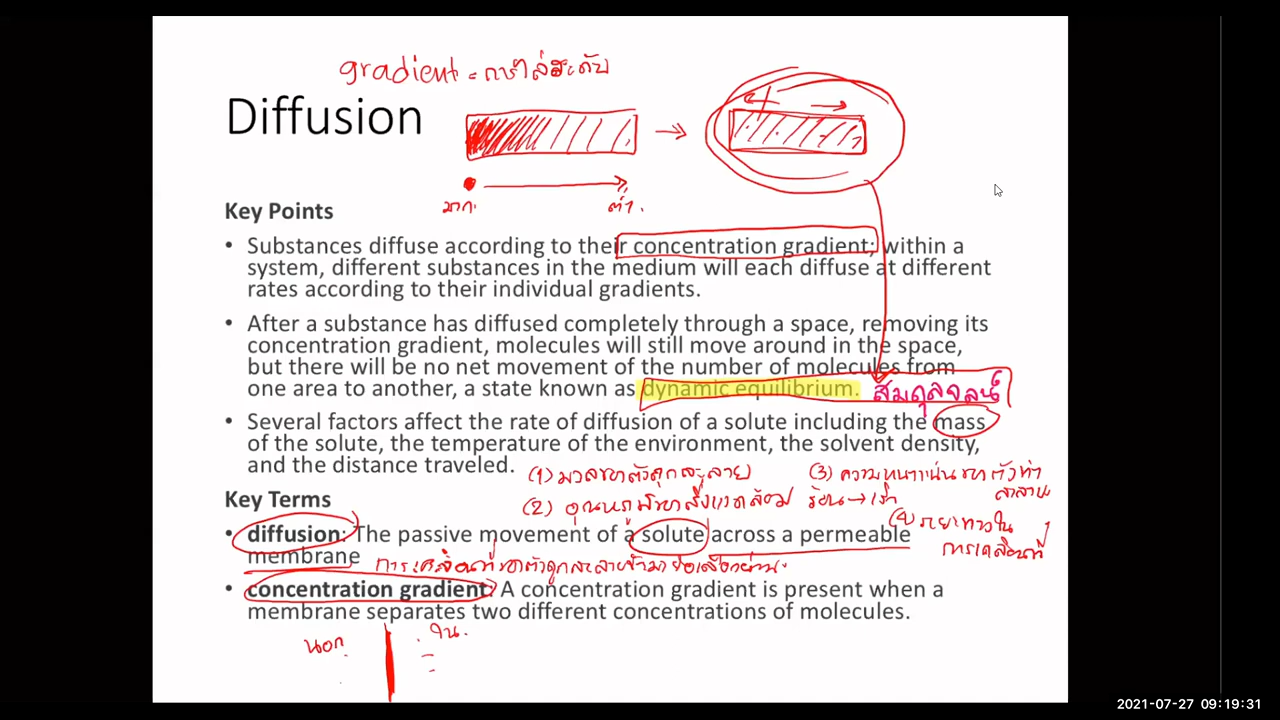 gradient = การไล่ระดับ
Diffusion
มาก.
ต่ำ.
Key Points
• Substances diffuse according to their concentration gradient; within a
system, different substances in the medium will each diffuse at different
rates according to their individual gradients.
• After a substance has diffused completely through a space, removing its
concentration gradient, molecules will still move around in the space,
but there will be no net movement of the number of molecules from
one area to another, a state known as dynamic equilibrium. สมดุลจลน์
• Several factors affect the rate of diffusion of a solute including the mass
of the solute, the temperature of the environment, the solvent density,
and the distance traveled.
(1) มวลของตัวถูกละลาย
(3) ความหนาแน่นของตัวทำ
ละลาย
Key Terms
(2) อุณหภูมิของสิ่งแวดล้อม ร้อน → เร็ว
(4) ระยะทางใน
การเคลื่อนที่
• diffusion: The passive movement of a solute across a permeable
membrane
การเคลื่อนที่ของตัวถูกละลายข้ามเยื่อเลือกผ่าน
• concentration gradient: A concentration gradient is present when a
membrane separates two different concentrations of molecules.
นอก
ใน.
2021-07-27 09:19:31